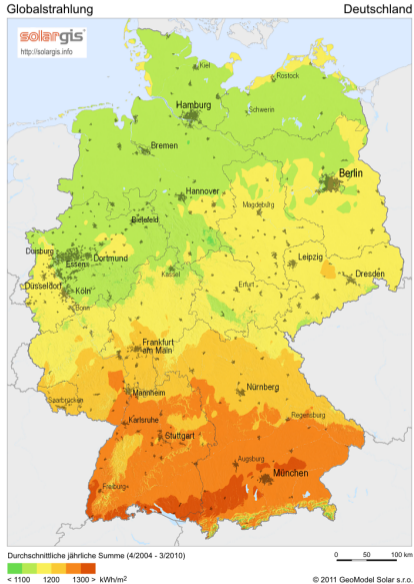 Globalstrahlung Deutschland
solargis™
http://solargis.info
Kiel
Rostock
Hamburg
Schwerin
Bremen
Berlin
Hannover
Magdeburg
Bielefeld
Duisburg
Essen
Dortmund
Leipzig
Kassel
Dresden
Düsseldorf
Köln
Erfurt
Bonn
Frankfurt
am Main
Mannheim
Nürnberg
Saarbrücken
Karlsruhe
Regensburg
Stuttgart
Augsburg
München
Freiburg
Durchschnittliche jährliche Summe (4/2004 - 3/2010)
0 50 100 km
< 1100 1200 1300 > kWh/m²
© 2011 GeoModel Solar s.r.o.